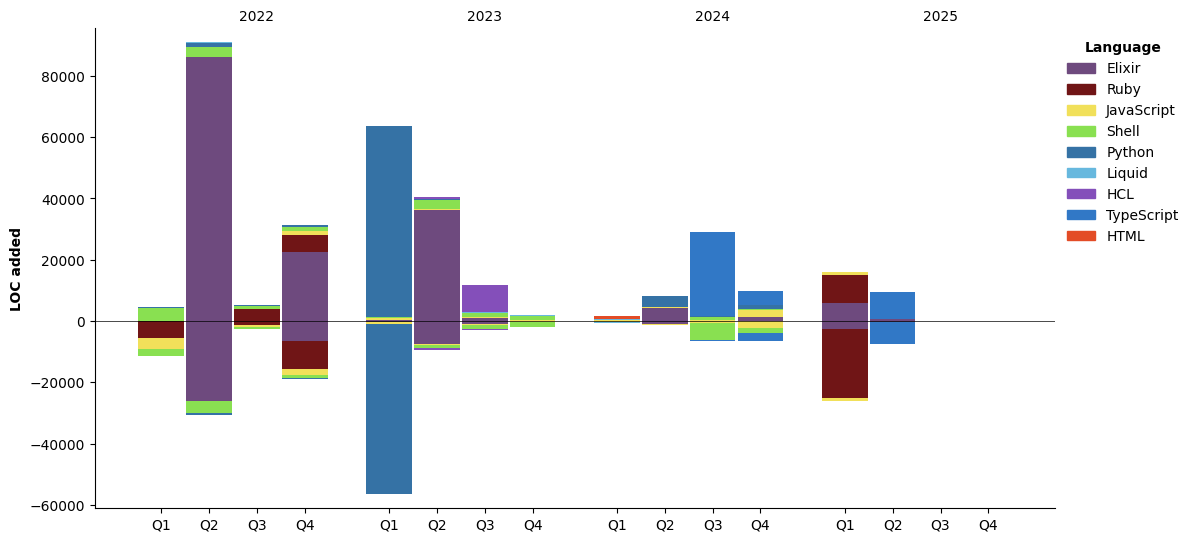 2022 2023 2024 2025
LOC added
80000
60000
40000
20000
0
−20000
−40000
−60000
Q1 Q2 Q3 Q4 Q1 Q2 Q3 Q4 Q1 Q2 Q3 Q4 Q1 Q2 Q3 Q4
Language
Elixir
Ruby
JavaScript
Shell
Python
Liquid
HCL
TypeScript
HTML